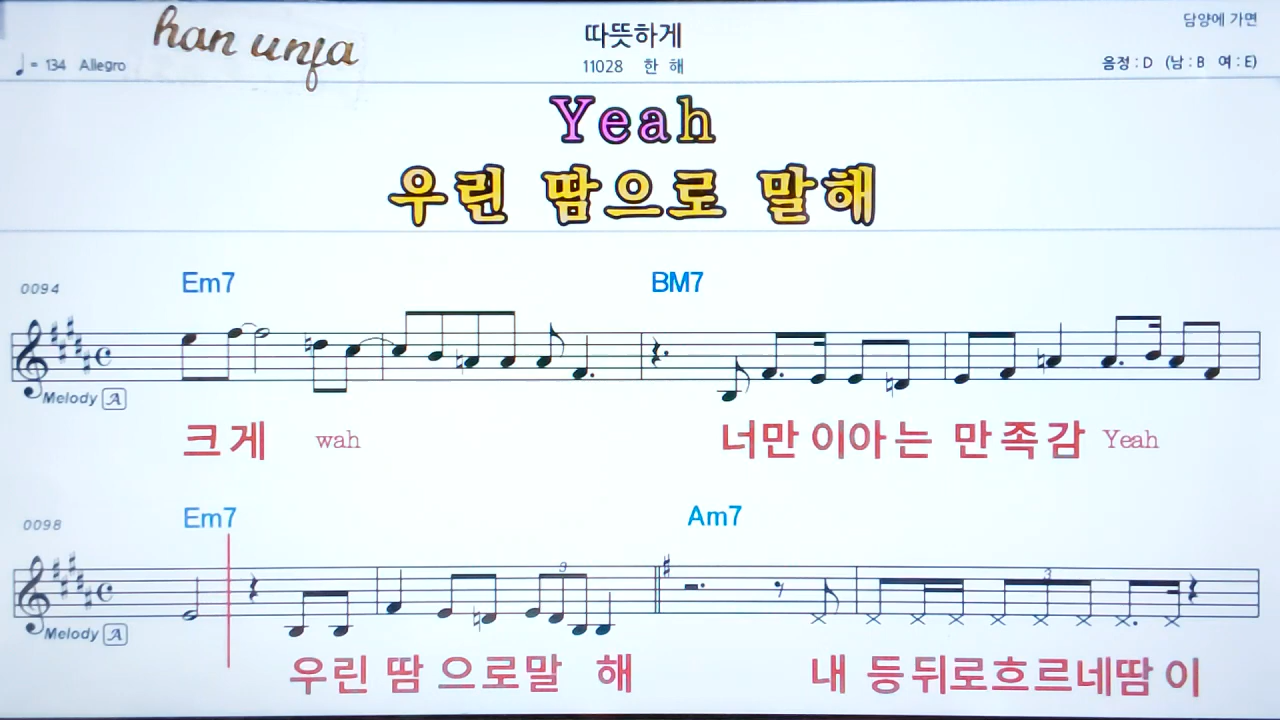 han unfa
따뜻하게
담양에 가면
♩= 134 Allegro
11028 한 해
음정 : D (남 : B 여 : E)
Yeah
우린 땀으로 말해
0094
Em7 BM7
Melody A
크게 wah 너만 이아는 만족감 Yeah
0098
Em7 Am7
3 3
Melody A
우린 땀 으로말 해 내 등뒤로흐르네땀 이